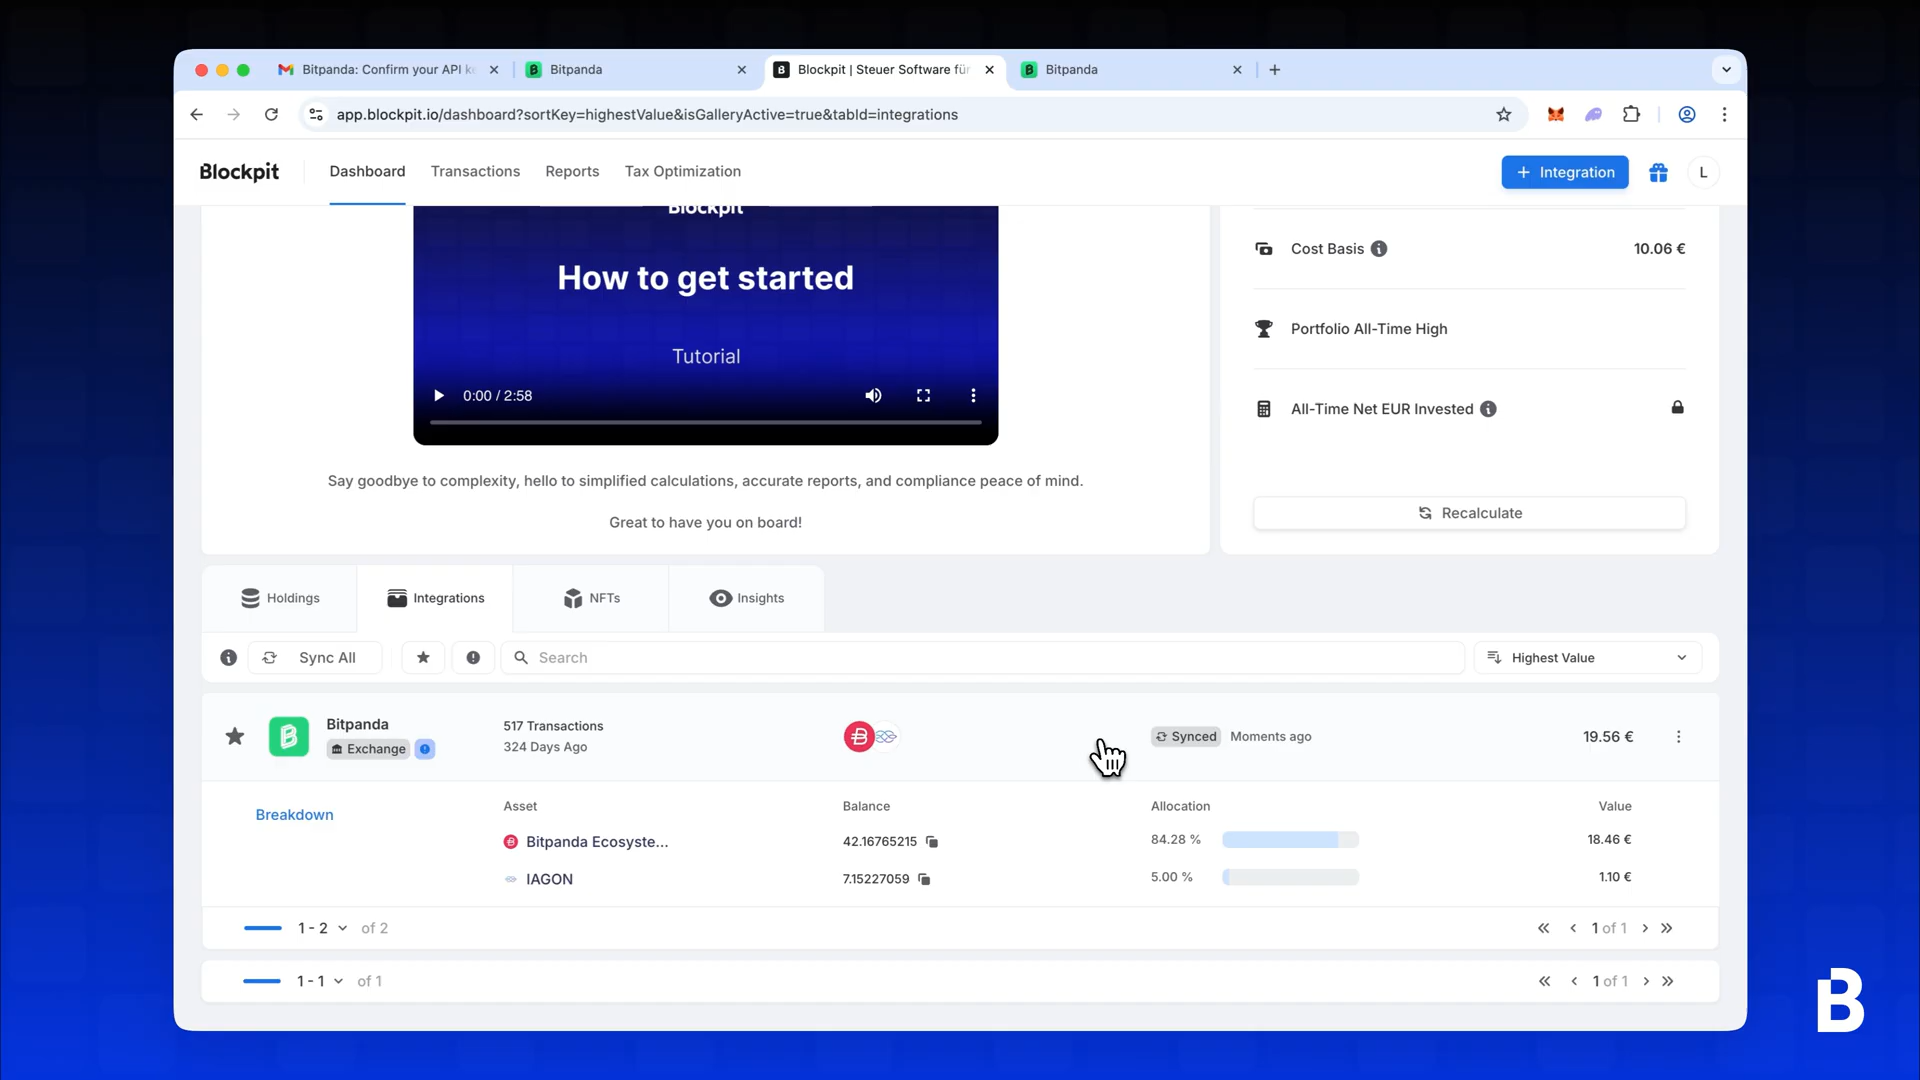 Bitpanda: Confirm your API ke
Bitpanda
Blockpit | Steuer Software für
Bitpanda
app.blockpit.io/dashboard?sortKey=highestValue&isGalleryActive=true&tabId=integrations
Blockpit
Dashboard
Transactions
Reports
Tax Optimization
+ Integration
L
Blockpit
How to get started
Tutorial
0:00 / 2:58
Say goodbye to complexity, hello to simplified calculations, accurate reports, and compliance peace of mind.
Great to have you on board!
Cost Basis
10.06 €
Portfolio All-Time High
All-Time Net EUR Invested
Recalculate
Holdings
Integrations
NFTs
Insights
Sync All
Search
Highest Value
Bitpanda
Exchange
517 Transactions
324 Days Ago
Synced
Moments ago
19.56 €
Breakdown
Asset
Balance
Allocation
Value
Bitpanda Ecosyste...
42.16765215
84.28 %
18.46 €
IAGON
7.15227059
5.00 %
1.10 €
1 - 2
of 2
1 of 1
1 - 1
of 1
1 of 1
B